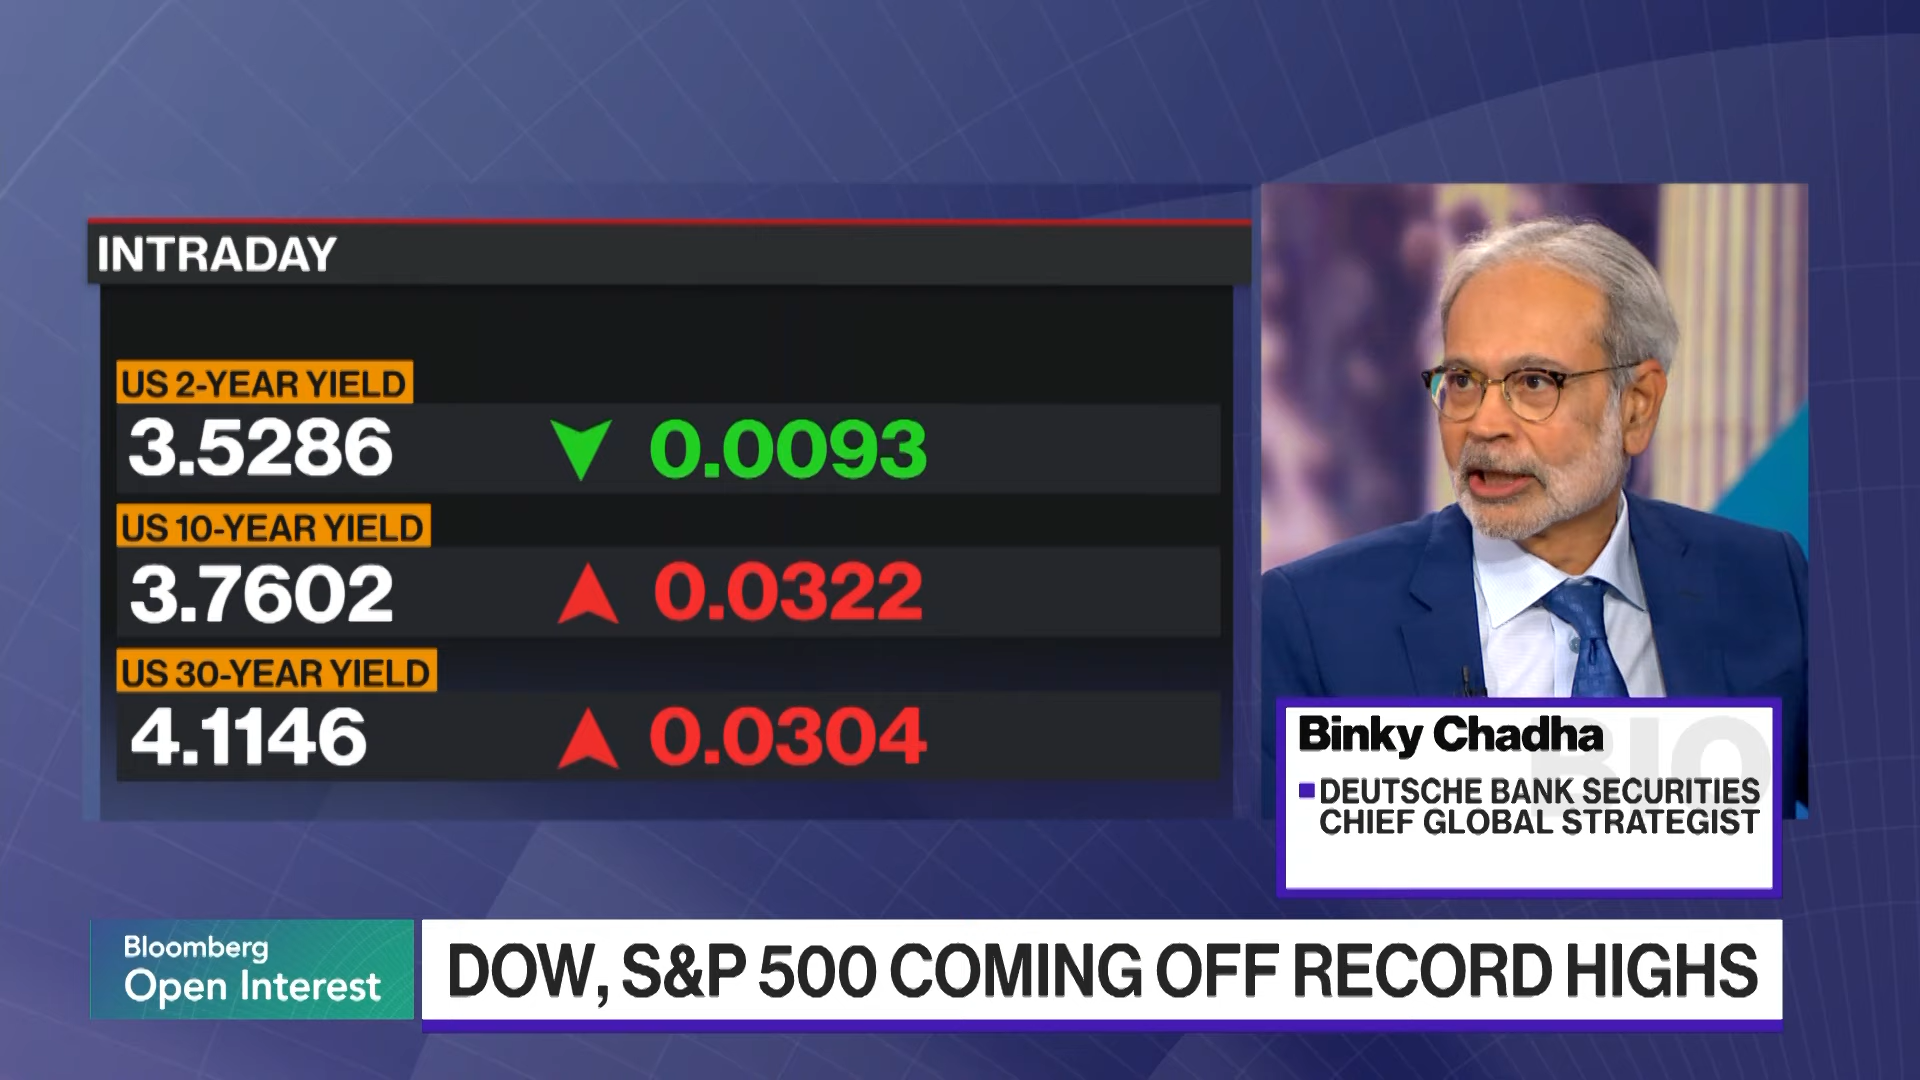 INTRADAY
US 2-YEAR YIELD
3.5286 ▼ 0.0093
US 10-YEAR YIELD
3.7602 ▲ 0.0322
US 30-YEAR YIELD
4.1146 ▲ 0.0304
BIO
Binky Chadha
DEUTSCHE BANK SECURITIES
CHIEF GLOBAL STRATEGIST
Bloomberg
Open Interest
DOW, S&P 500 COMING OFF RECORD HIGHS